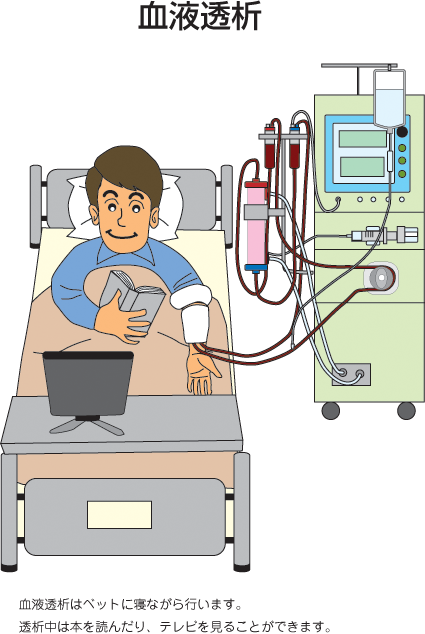 血液透析
血液透析はベットに寝ながら行います。
透析中は本を読んだり、テレビを見ることができます。